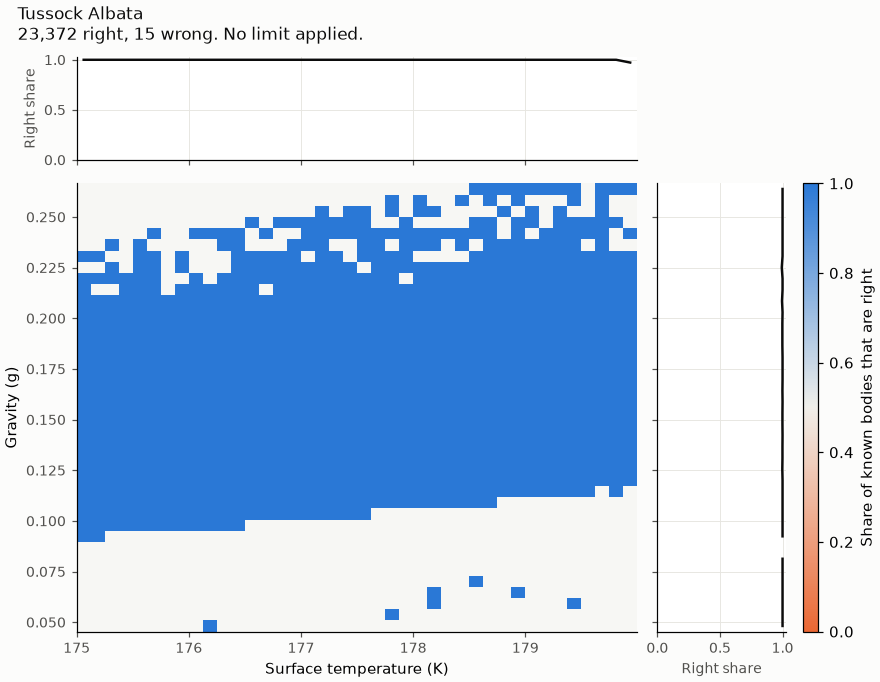 Tussock Albata
23,372 right, 15 wrong. No limit applied.
Right share
1.0
0.5
0.0
Gravity (g)
0.250
0.225
0.200
0.175
0.150
0.125
0.100
0.075
0.050
175 176 177 178 179
Surface temperature (K)
0.0 0.5 1.0
Right share
1.0
0.8
0.6
0.4
0.2
0.0
Share of known bodies that are right